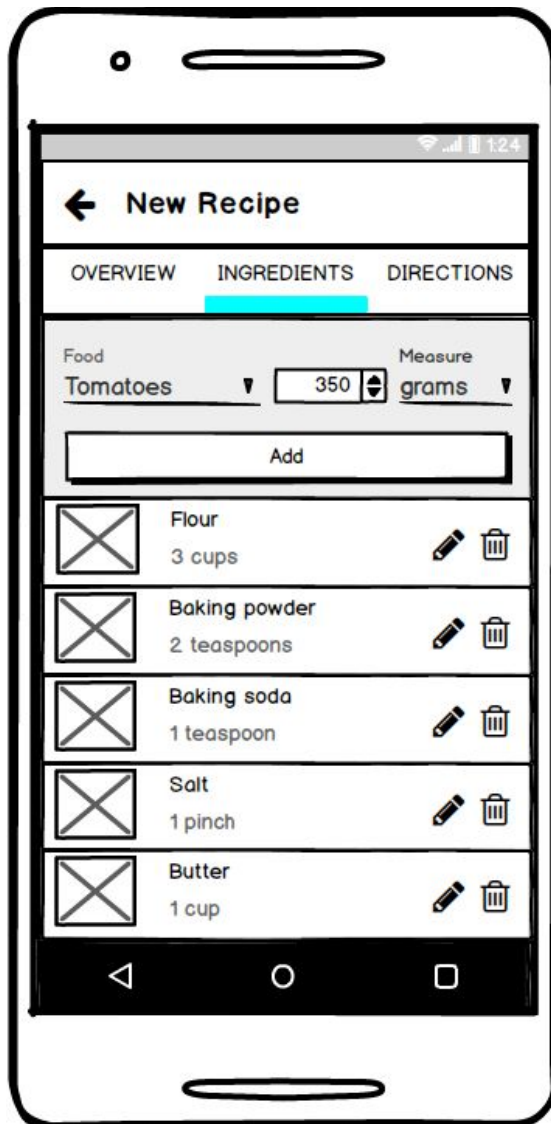 1:24
New Recipe
OVERVIEW INGREDIENTS DIRECTIONS
Food Measure
Tomatoes 350 grams
Add
Flour
3 cups
Baking powder
2 teaspoons
Baking soda
1 teaspoon
Salt
1 pinch
Butter
1 cup